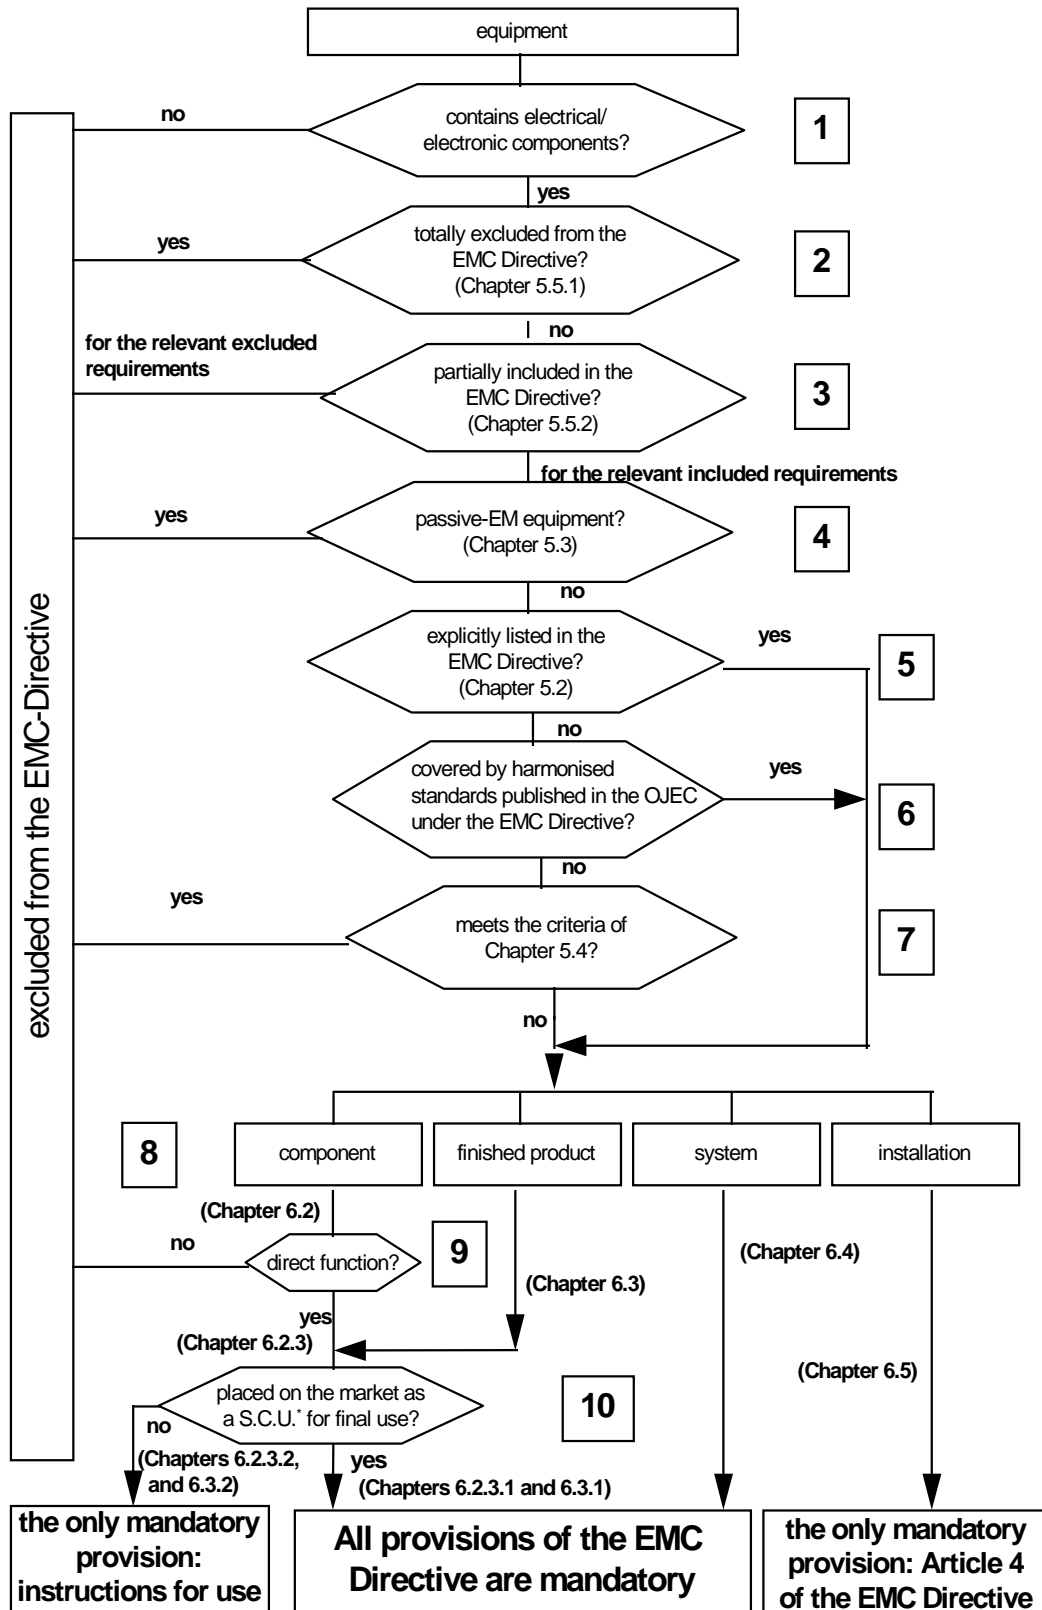 equipment
no
contains electrical/
electronic components?
1
yes
yes
totally excluded from the
EMC Directive?
(Chapter 5.5.1)
2
no
for the relevant excluded
requirements
partially included in the
EMC Directive?
(Chapter 5.5.2)
3
for the relevant included requirements
yes
passive-EM equipment?
(Chapter 5.3)
4
no
explicitly listed in the
EMC Directive?
(Chapter 5.2)
yes
5
no
covered by harmonised
standards published in the OJEC
under the EMC Directive?
yes
6
no
yes
meets the criteria of
Chapter 5.4?
7
no
excluded from the EMC-Directive
8
component
finished product
system
installation
(Chapter 6.2)
no
direct function?
9
(Chapter 6.3)
(Chapter 6.4)
(Chapter 6.5)
yes
(Chapter 6.2.3)
placed on the market as
a S.C.U.* for final use?
10
no
(Chapters 6.2.3.2,
and 6.3.2)
yes
(Chapters 6.2.3.1 and 6.3.1)
the only mandatory
provision:
instructions for use
All provisions of the EMC
Directive are mandatory
the only mandatory
provision: Article 4
of the EMC Directive